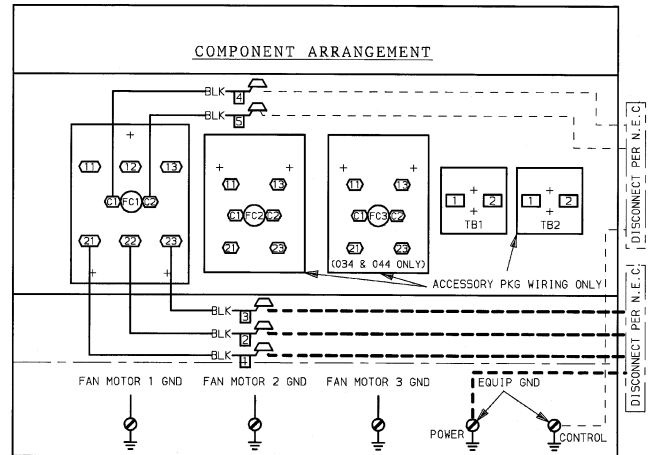 COMPONENT ARRANGEMENT
BLK 4
BLK 5
DISCONNECT PER N.E.C.
11 12 13
C1 FC1 C2
21 22 23
11 13
C1 FC2 C2
21 23
11 13
C1 FC3 C2
21 23
(034 & 044 ONLY)
1 2
TB1
1 2
TB2
ACCESSORY PKG WIRING ONLY
BLK 3
BLK 2
BLK 1
DISCONNECT PER N.E.C.
FAN MOTOR 1 GND
FAN MOTOR 2 GND
FAN MOTOR 3 GND
EQUIP GND
POWER
CONTROL